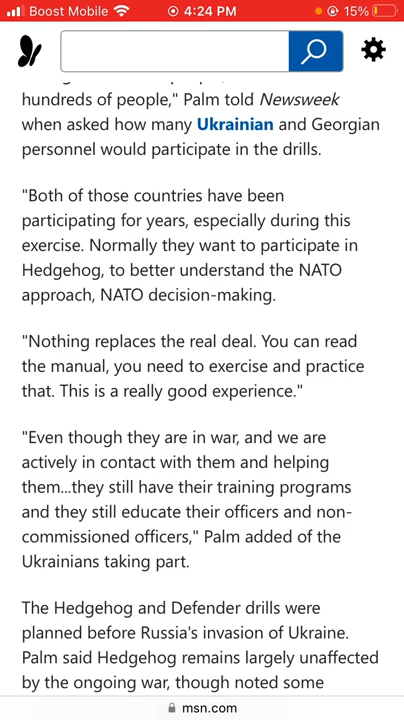 Boost Mobile 4:24 PM 15%
hundreds of people," Palm told Newsweek
when asked how many Ukrainian and Georgian
personnel would participate in the drills.
"Both of those countries have been
participating for years, especially during this
exercise. Normally they want to participate in
Hedgehog, to better understand the NATO
approach, NATO decision-making.
"Nothing replaces the real deal. You can read
the manual, you need to exercise and practice
that. This is a really good experience."
"Even though they are in war, and we are
actively in contact with them and helping
them...they still have their training programs
and they still educate their officers and non-
commissioned officers," Palm added of the
Ukrainians taking part.
The Hedgehog and Defender drills were
planned before Russia's invasion of Ukraine.
Palm said Hedgehog remains largely unaffected
by the ongoing war, though noted some
msn.com